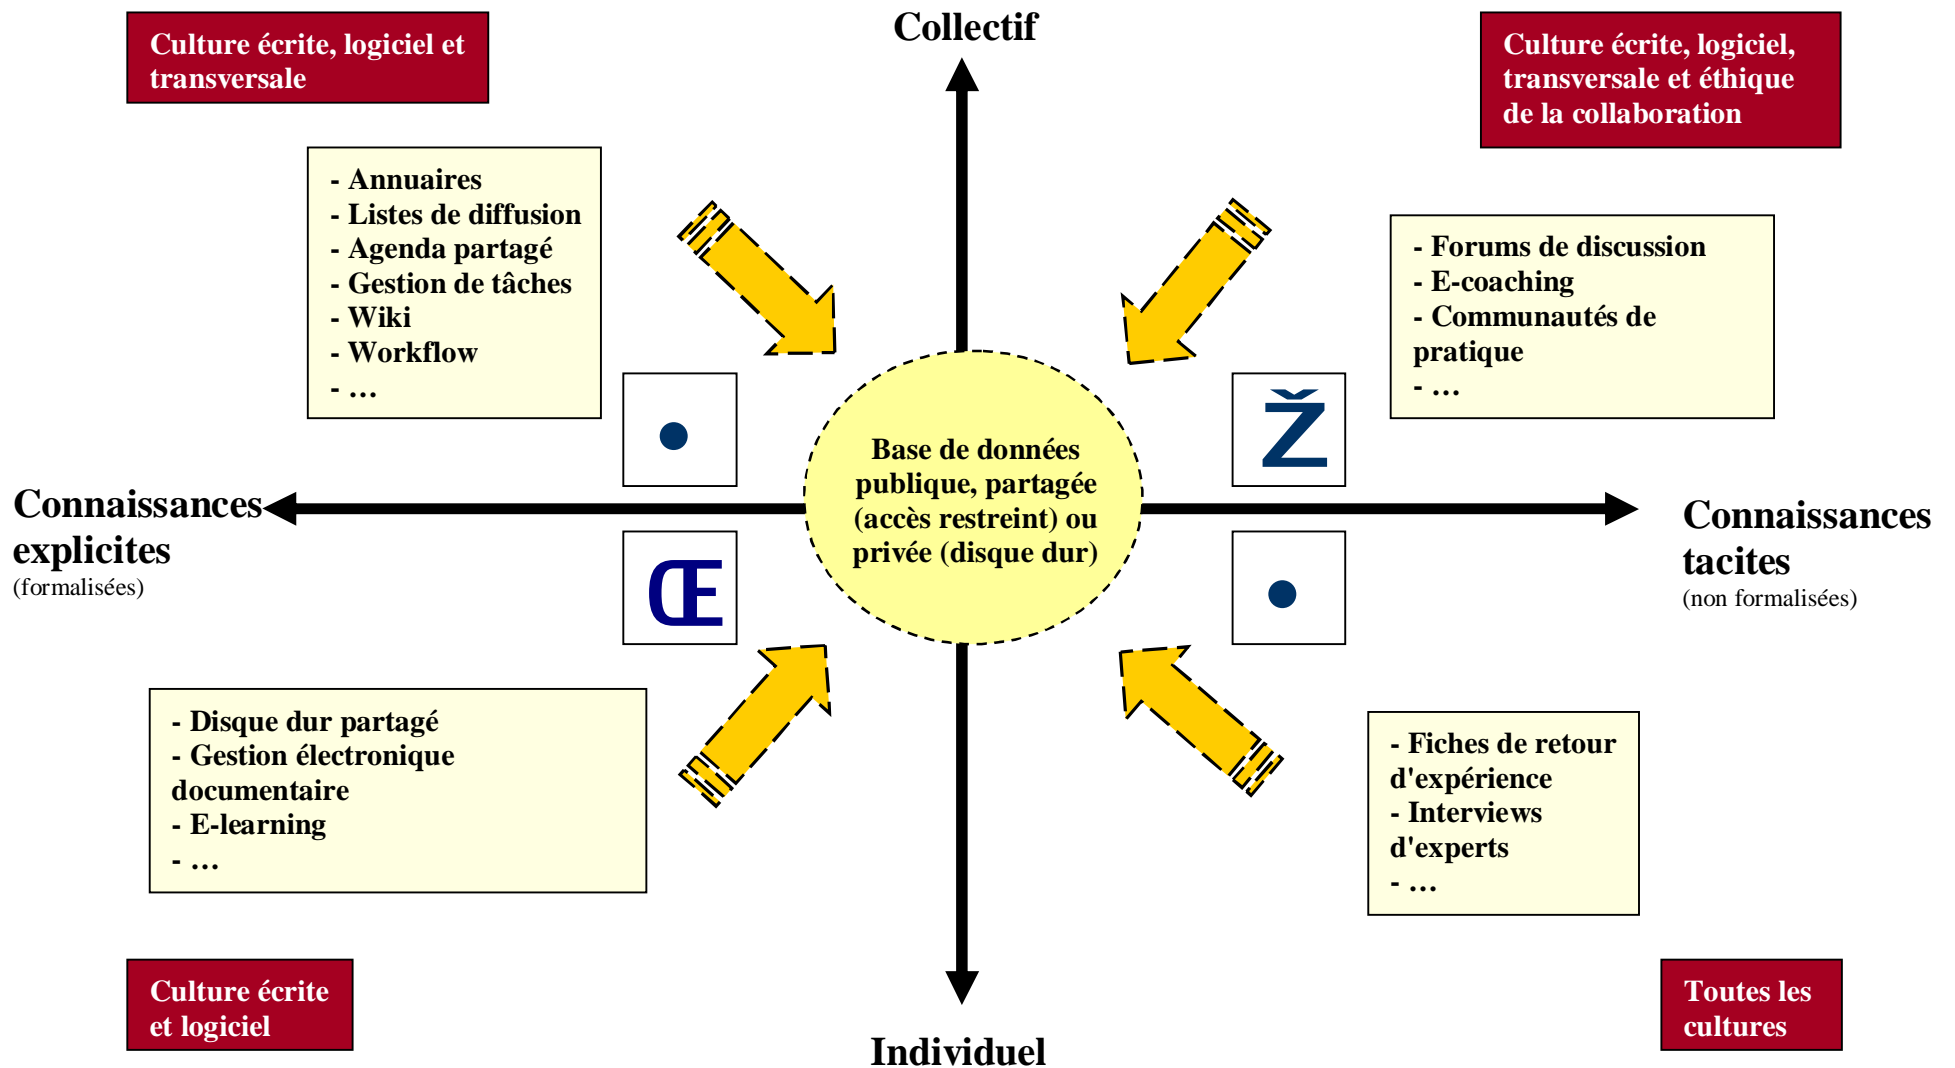 Collectif
Culture écrite, logiciel et
transversale
Culture écrite, logiciel,
transversale et éthique
de la collaboration
- Annuaires
- Listes de diffusion
- Agenda partagé
- Gestion de tâches
- Wiki
- Workflow
- …
- Forums de discussion
- E-coaching
- Communautés de
pratique
- …
•
Ž
Base de données
publique, partagée
(accès restreint) ou
privée (disque dur)
Connaissances
explicites
(formalisées)
Connaissances
tacites
(non formalisées)
Œ
•
- Disque dur partagé
- Gestion électronique
documentaire
- E-learning
- …
- Fiches de retour
d'expérience
- Interviews
d'experts
- …
Culture écrite
et logiciel
Toutes les
cultures
Individuel